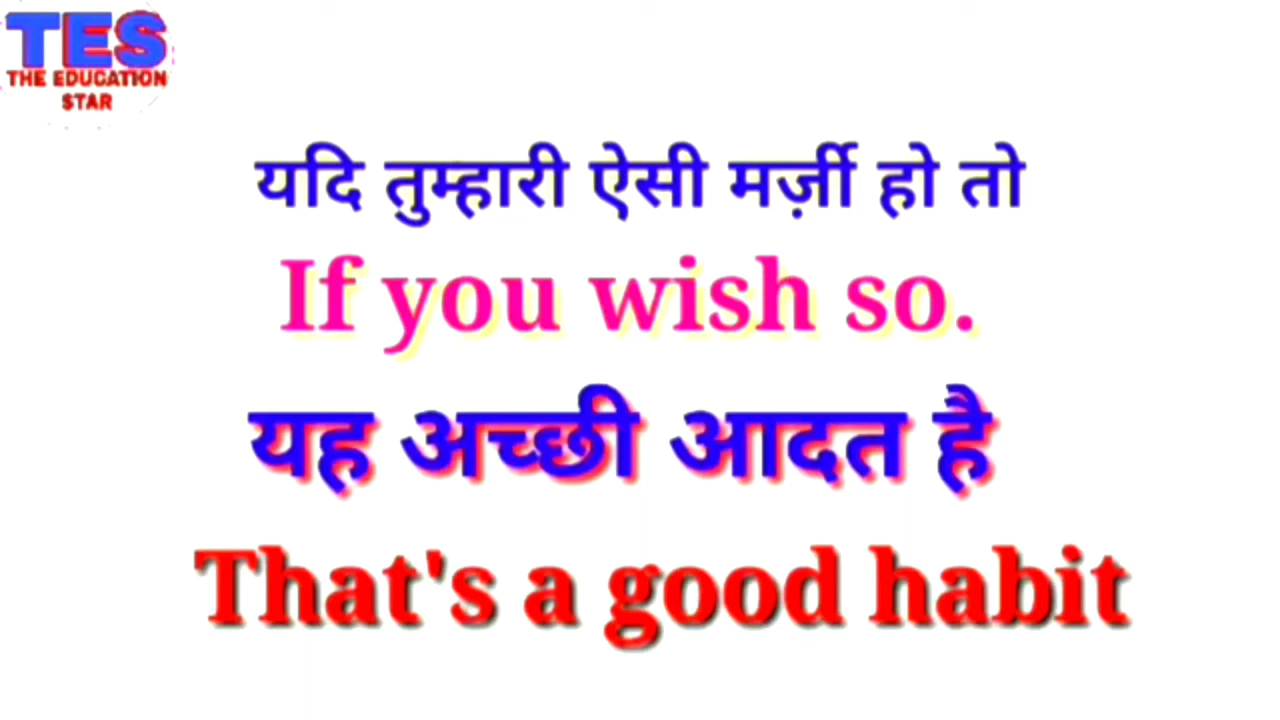 TES
THE EDUCATION
STAR
यदि तुम्हारी ऐसी मर्ज़ी हो तो
If you wish so.
यह अच्छी आदत है
That's a good habit